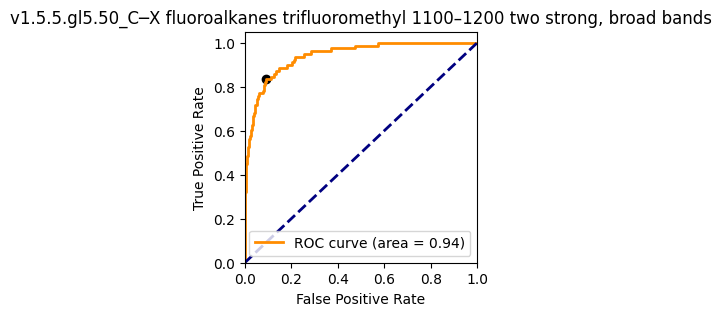 v1.5.5.gl5.50_C─X fluoroalkanes trifluoromethyl 1100–1200 two strong, broad bands
1.0
0.8
0.6
0.4
0.2
0.0
True Positive Rate
ROC curve (area = 0.94)
0.0 0.2 0.4 0.6 0.8 1.0
False Positive Rate